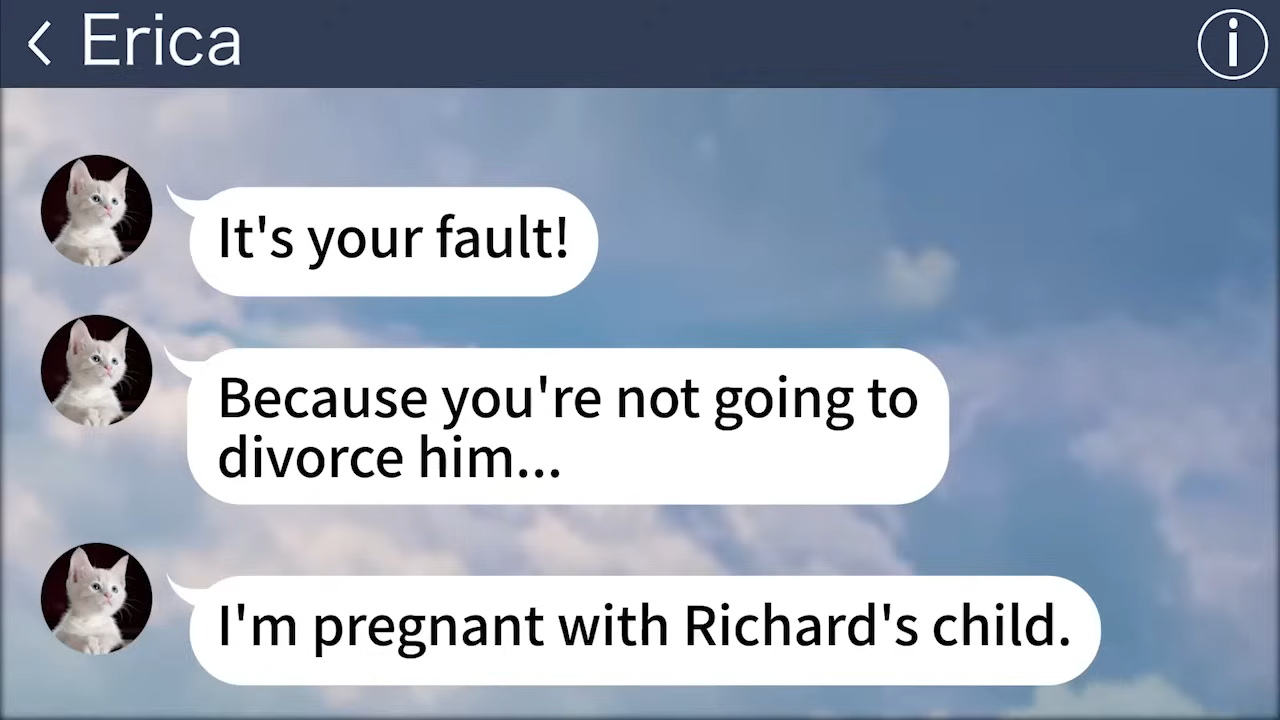 Erica
It's your fault!
Because you're not going to
divorce him...
I'm pregnant with Richard's child.